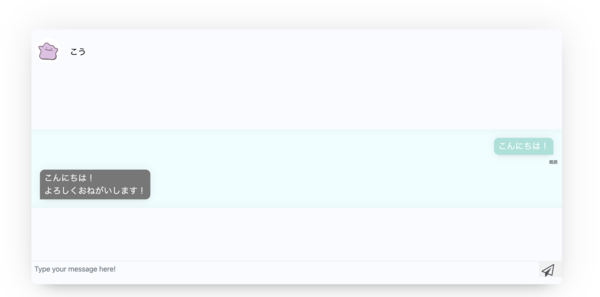 こう
こんにちは！
既読
こんにちは！
よろしくおねがいします！
Type your message here!